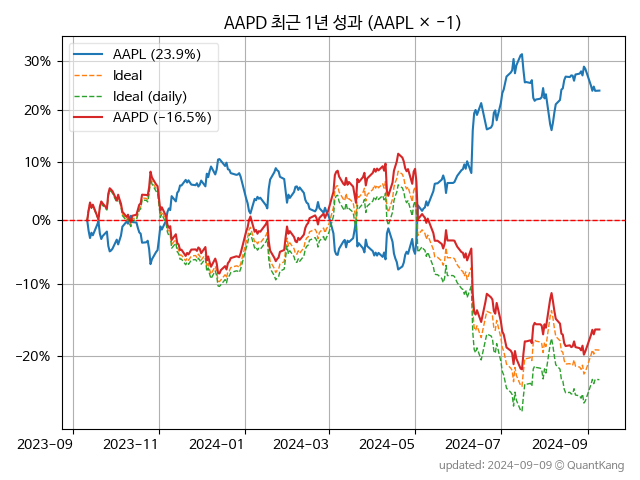 AAPD 최근 1년 성과 (AAPL × −1)
AAPL (23.9%)
Ideal
Ideal (daily)
AAPD (−16.5%)
30%
20%
10%
0%
−10%
−20%
2023-09
2023-11
2024-01
2024-03
2024-05
2024-07
2024-09
updated: 2024-09-09 © QuantKang